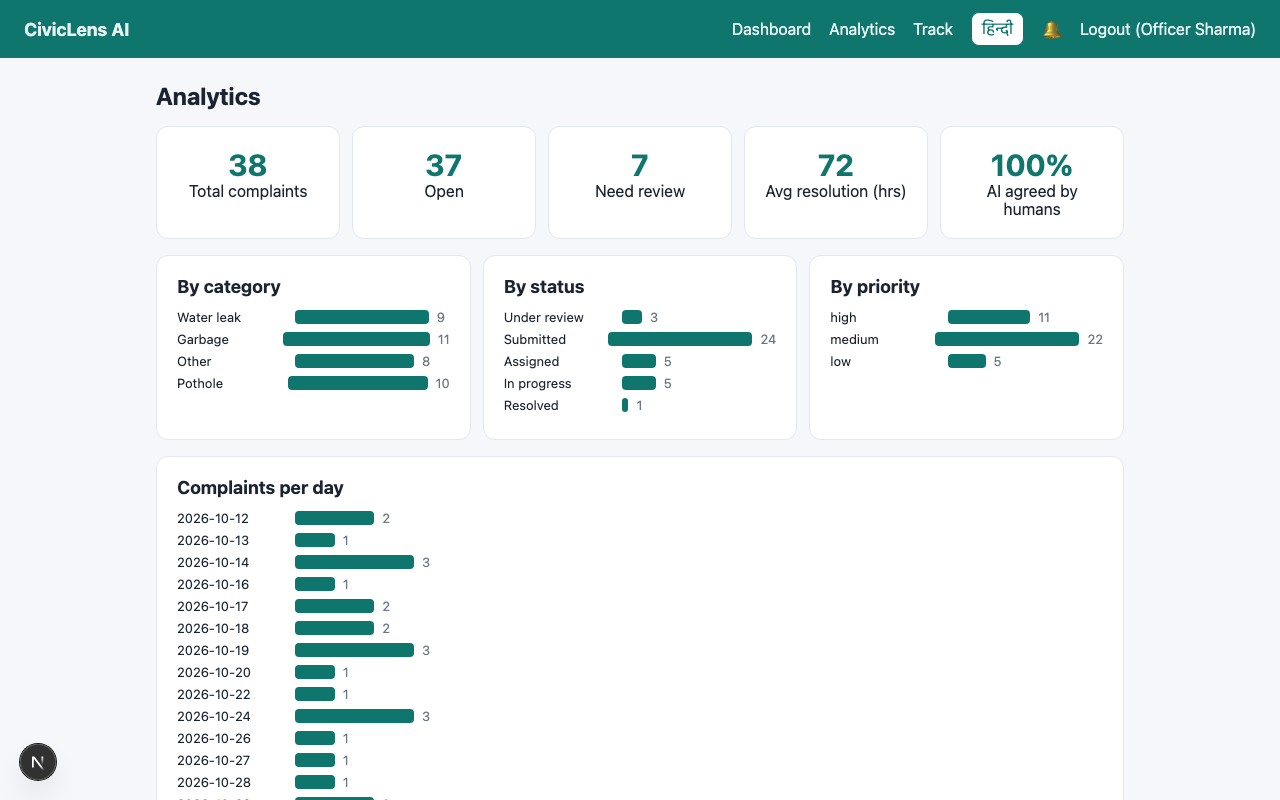 CivicLens AI
Dashboard Analytics Track हिन्दी Logout (Officer Sharma)
Analytics
38
Total complaints
37
Open
7
Need review
72
Avg resolution (hrs)
100%
AI agreed by
humans
By category
Water leak 9
Garbage 11
Other 8
Pothole 10
By status
Under review 3
Submitted 24
Assigned 5
In progress 5
Resolved 1
By priority
high 11
medium 22
low 5
Complaints per day
2026-10-12 2
2026-10-13 1
2026-10-14 3
2026-10-16 1
2026-10-17 2
2026-10-18 2
2026-10-19 3
2026-10-20 1
2026-10-22 1
2026-10-24 3
2026-10-26 1
2026-10-27 1
2026-10-28 1
N